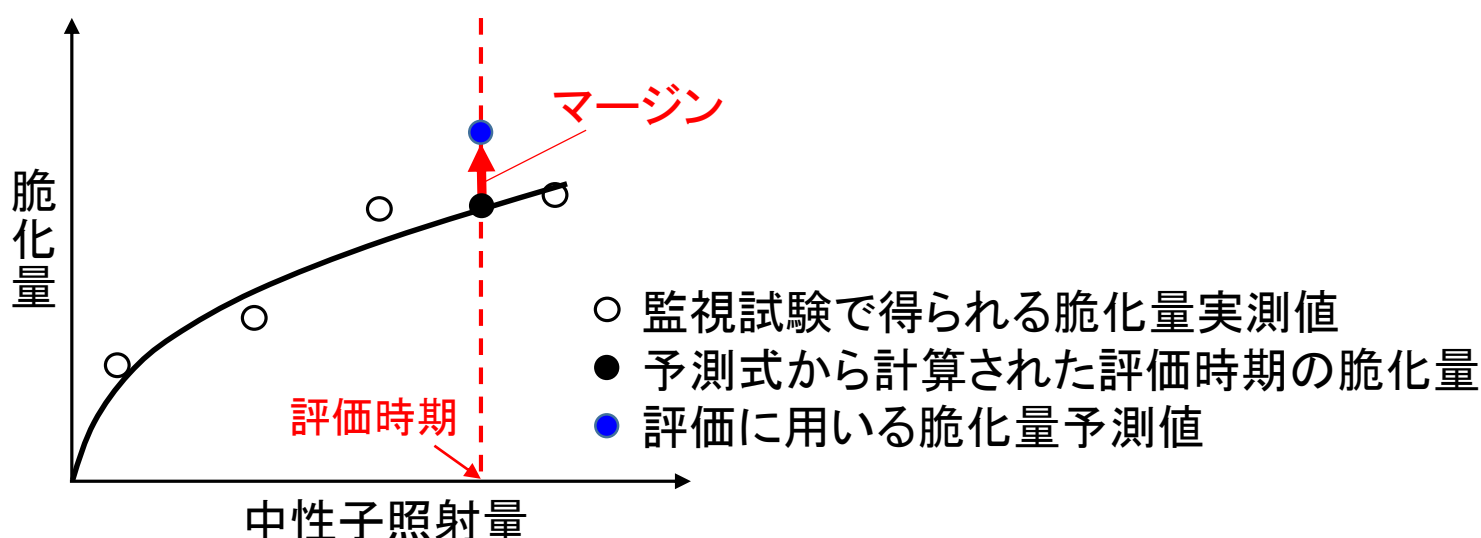 マージン
脆化量
○ 監視試験で得られる脆化量実測値
● 予測式から計算された評価時期の脆化量
● 評価に用いる脆化量予測値
評価時期
中性子照射量